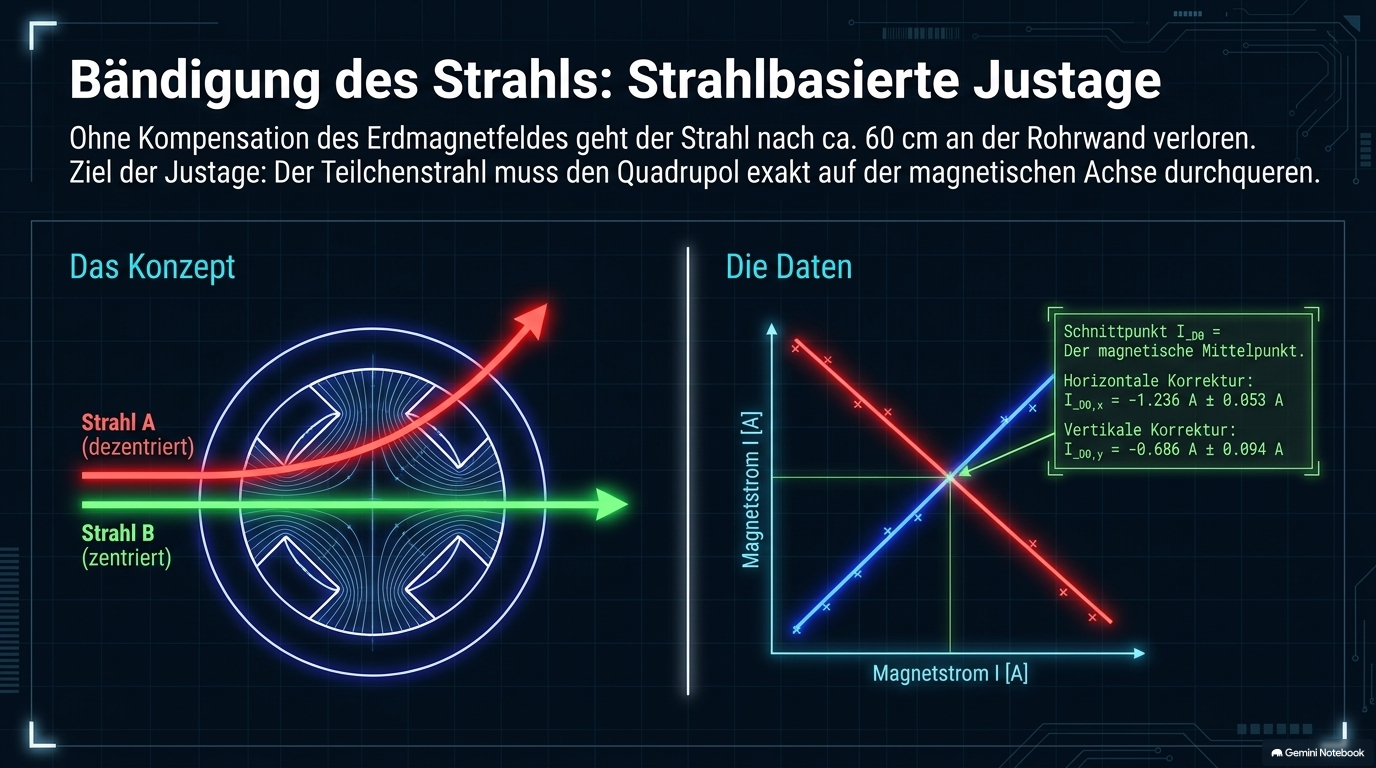 Bändigung des Strahls: Strahlbasierte Justage
Ohne Kompensation des Erdmagnetfeldes geht der Strahl nach ca. 60 cm an der Rohrwand verloren.
Ziel der Justage: Der Teilchenstrahl muss den Quadrupol exakt auf der magnetischen Achse durchqueren.
Das Konzept
Strahl A
(dezentriert)
Strahl B
(zentriert)
Die Daten
Magnetstrom I [A]
Schnittpunkt I_D0 =
Der magnetische Mittelpunkt.
Horizontale Korrektur:
I_D0,x = -1.236 A ± 0.053 A
Vertikale Korrektur:
I_D0,y = -0.686 A ± 0.094 A
Magnetstrom I [A]
Gemini Notebook